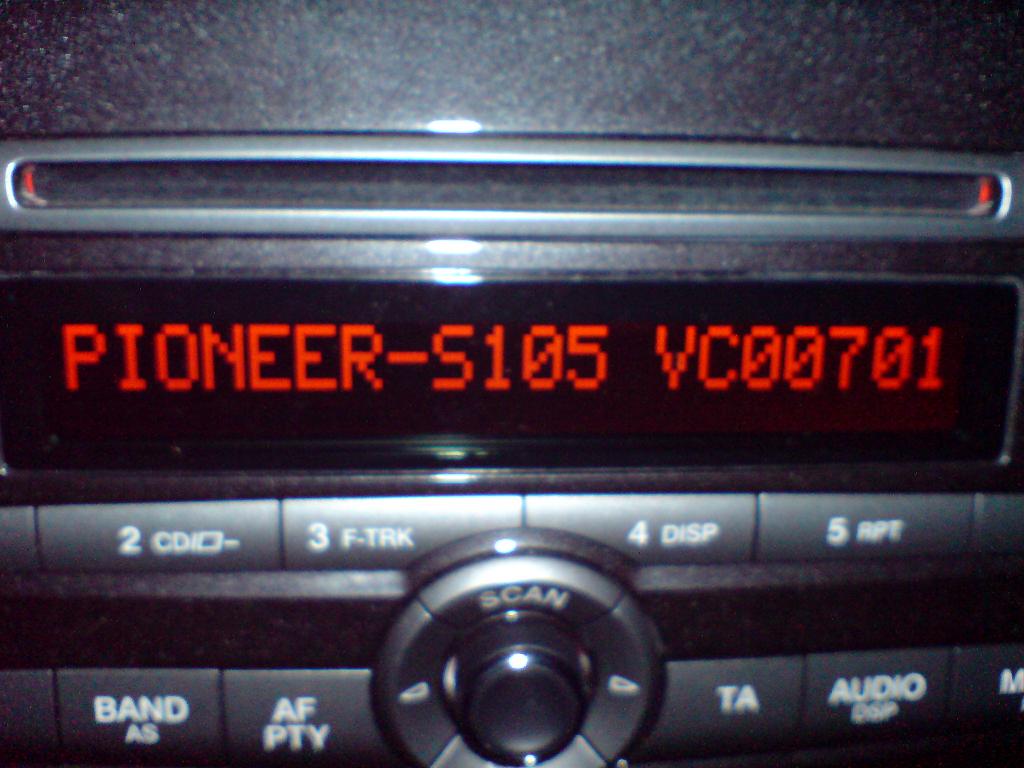 PIONEER-S105 VC00701
2 CD/-
3 F-TRK
4 DISP
5 RPT
SCAN
BAND
AS
AF
PTY
TA
AUDIO
DSP